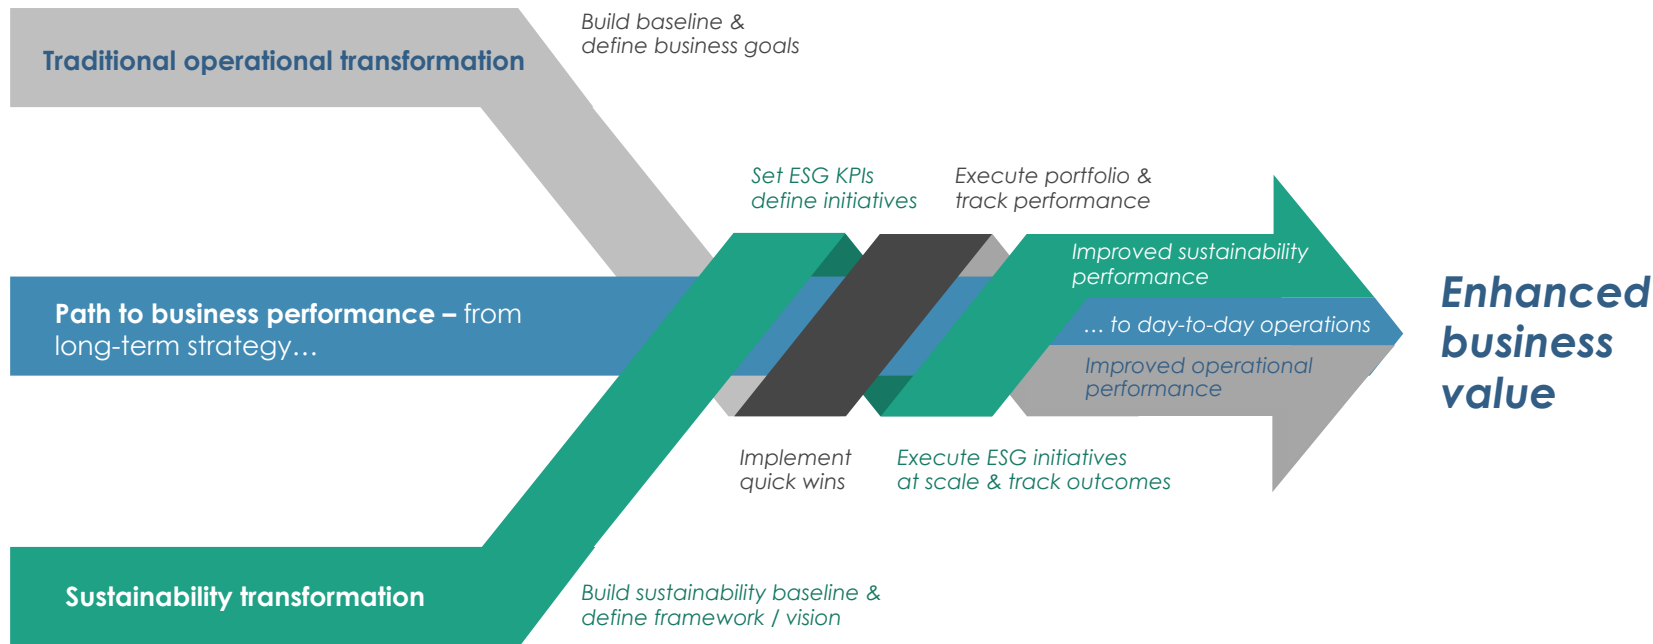 Build baseline &
define business goals
Traditional operational transformation
Set ESG KPIs
define initiatives
Execute portfolio &
track performance
Improved sustainability
performance
Path to business performance – from
long-term strategy…
… to day-to-day operations
Improved operational
performance
Enhanced
business
value
Implement
quick wins
Execute ESG initiatives
at scale & track outcomes
Sustainability transformation
Build sustainability baseline &
define framework / vision